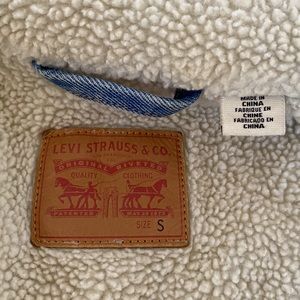 MADE IN
CHINA
FABRIQUE EN
CHINE
FABRICADO EN
CHINA
LEVI STRAUSS & CO.
ORIGINAL RIVETED
QUALITY CLOTHING
PATENTED MAY 20 1873
SIZE S